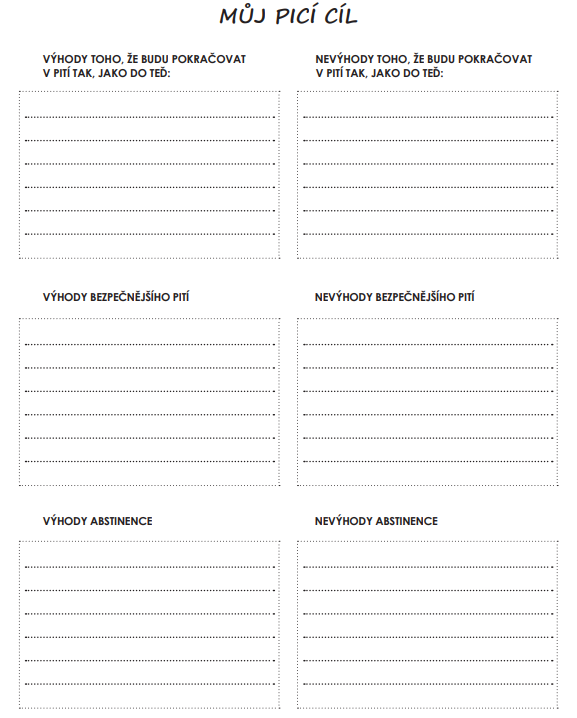 MŮJ PICÍ CÍL
VÝHODY TOHO, ŽE BUDU POKRAČOVAT
V PITÍ TAK, JAKO DO TEĎ:
NEVÝHODY TOHO, ŽE BUDU POKRAČOVAT
V PITÍ TAK, JAKO DO TEĎ:
VÝHODY BEZPEČNĚJŠÍHO PITÍ
NEVÝHODY BEZPEČNĚJŠÍHO PITÍ
VÝHODY ABSTINENCE
NEVÝHODY ABSTINENCE